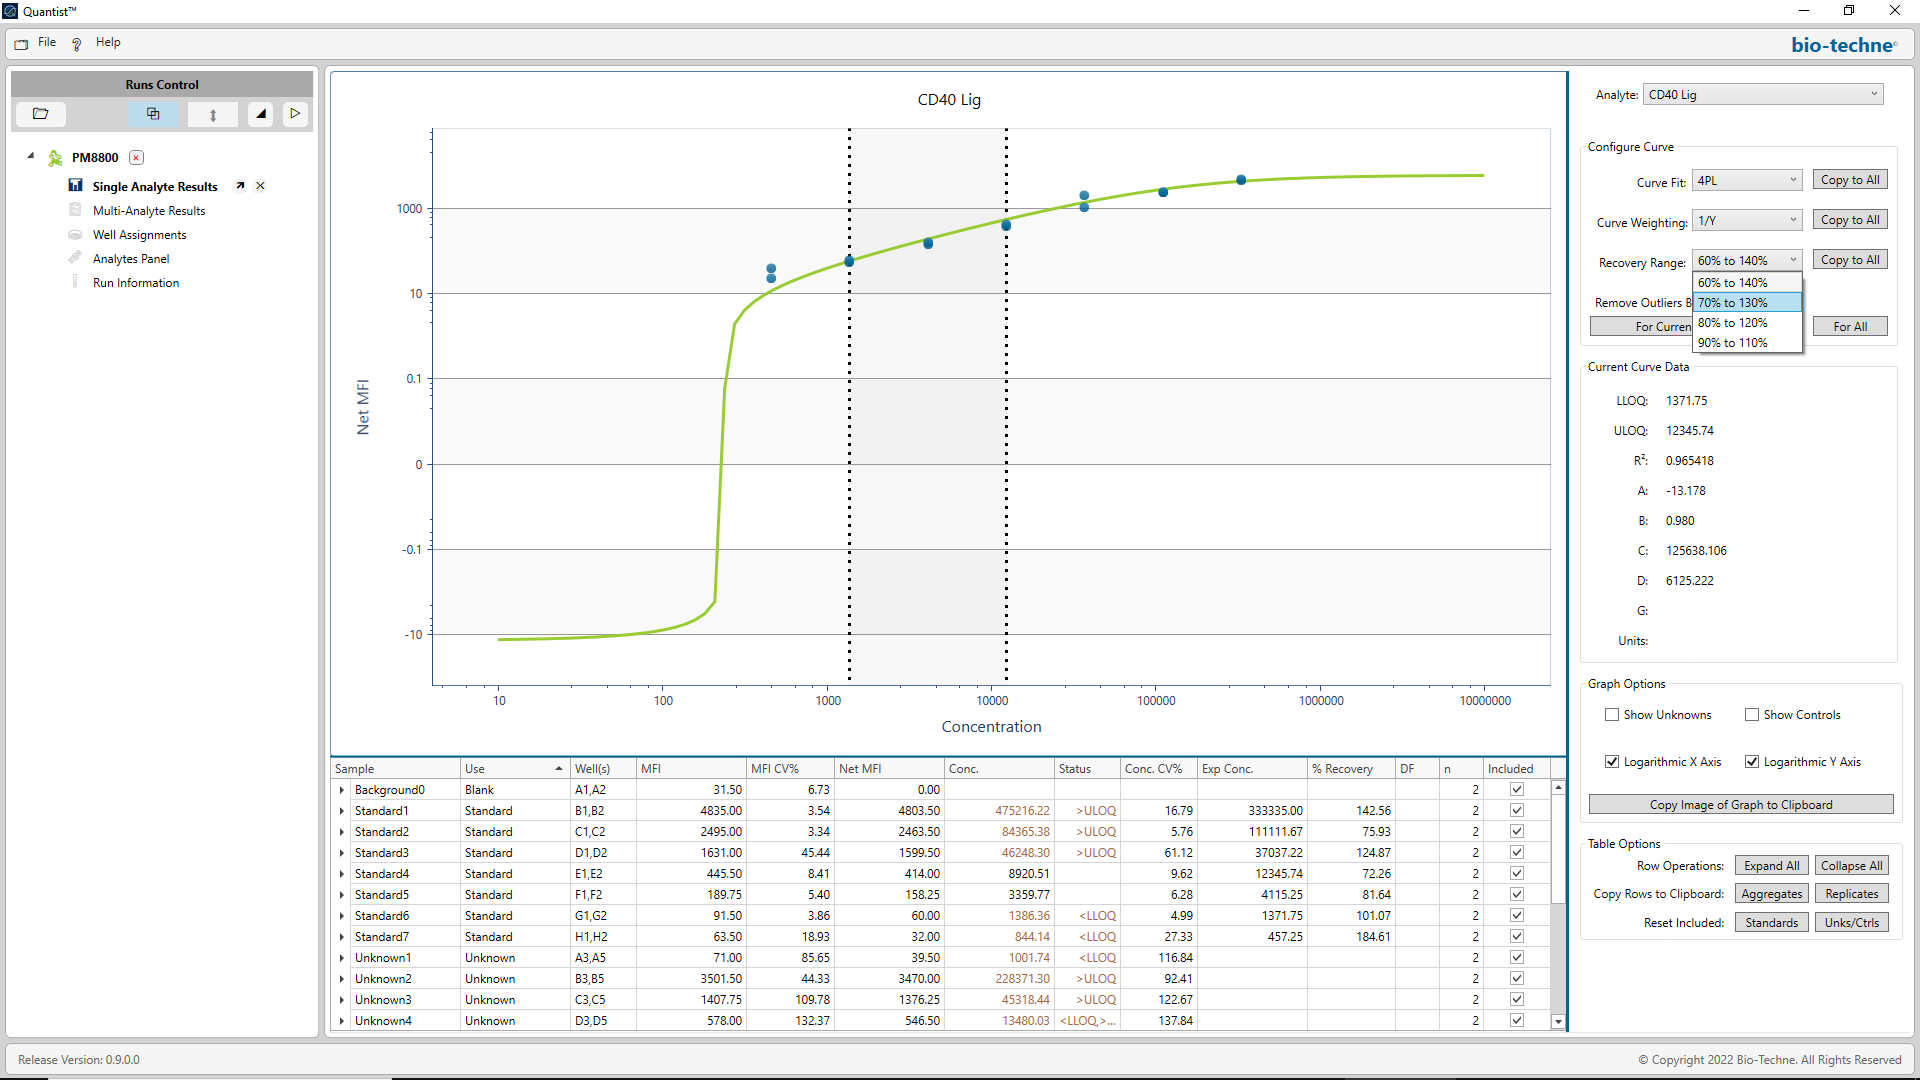 Quantist™
File
Help
bio-techne®
Runs Control
PM8800
Single Analyte Results
Multi-Analyte Results
Well Assignments
Analytes Panel
Run Information
CD40 Lig
1000
10
0.1
0
-0.1
-10
Net MFI
10 100 1000 10000 100000 1000000 10000000
Concentration
Sample Use Well(s) MFI MFI CV% Net MFI Conc. Status Conc. CV% Exp Conc. % Recovery DF n Included
Background0 Blank A1,A2 31.50 6.73 0.00 2
Standard1 Standard B1,B2 4835.00 3.54 4803.50 475216.22 >ULOQ 16.79 333335.00 142.56 2
Standard2 Standard C1,C2 2495.00 3.34 2463.50 84365.38 >ULOQ 5.76 111111.67 75.93 2
Standard3 Standard D1,D2 1631.00 45.44 1599.50 46248.30 >ULOQ 61.12 37037.22 124.87 2
Standard4 Standard E1,E2 445.50 8.41 414.00 8920.51 9.62 12345.74 72.26 2
Standard5 Standard F1,F2 189.75 5.40 158.25 3359.77 6.28 4115.25 81.64 2
Standard6 Standard G1,G2 91.50 3.86 60.00 1386.36 <LLOQ 4.99 1371.75 101.07 2
Standard7 Standard H1,H2 63.50 18.93 32.00 844.14 <LLOQ 27.33 457.25 184.61 2
Unknown1 Unknown A3,A5 71.00 85.65 39.50 1001.74 <LLOQ 116.84 2
Unknown2 Unknown B3,B5 3501.50 44.33 3470.00 228371.30 >ULOQ 92.41 2
Unknown3 Unknown C3,C5 1407.75 109.78 1376.25 45318.44 >ULOQ 122.67 2
Unknown4 Unknown D3,D5 578.00 132.37 546.50 13480.03 <LLOQ,>... 137.84 2
Analyte: CD40 Lig
Configure Curve
Curve Fit: 4PL Copy to All
Curve Weighting: 1/Y Copy to All
Recovery Range: 60% to 140% Copy to All
60% to 140%
70% to 130%
80% to 120%
90% to 110%
Remove Outliers B
For Curren For All
Current Curve Data
LLOQ: 1371.75
ULOQ: 12345.74
R²: 0.965418
A: -13.178
B: 0.980
C: 125638.106
D: 6125.222
G:
Units:
Graph Options
Show Unknowns Show Controls
Logarithmic X Axis Logarithmic Y Axis
Copy Image of Graph to Clipboard
Table Options
Row Operations: Expand All Collapse All
Copy Rows to Clipboard: Aggregates Replicates
Reset Included: Standards Unks/Ctrls
Release Version: 0.9.0.0
© Copyright 2022 Bio-Techne. All Rights Reserved